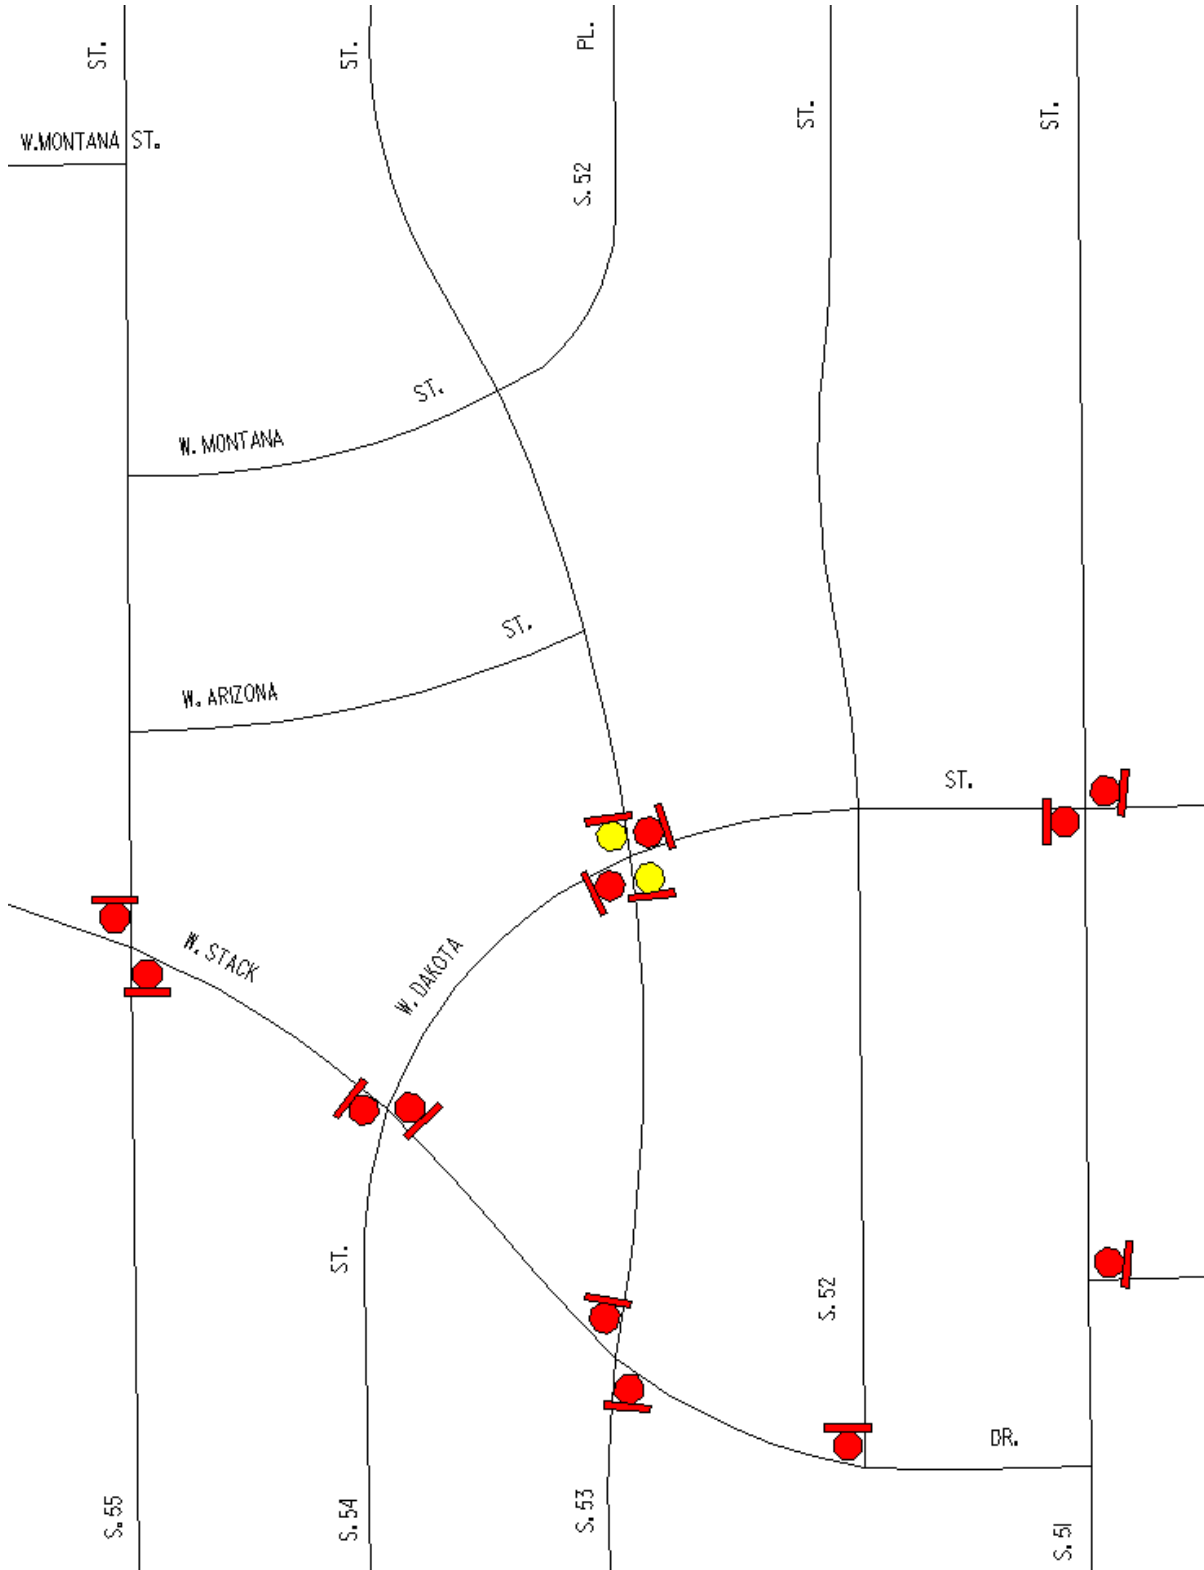 ST.
ST.
PL.
ST.
ST.
W.MONTANA ST.
S.52
ST.
W. MONTANA
ST.
W. ARIZONA
ST.
W. STACK
W. DAKOTA
ST.
S.52
DR.
S.55
S.54
S.53
S.51